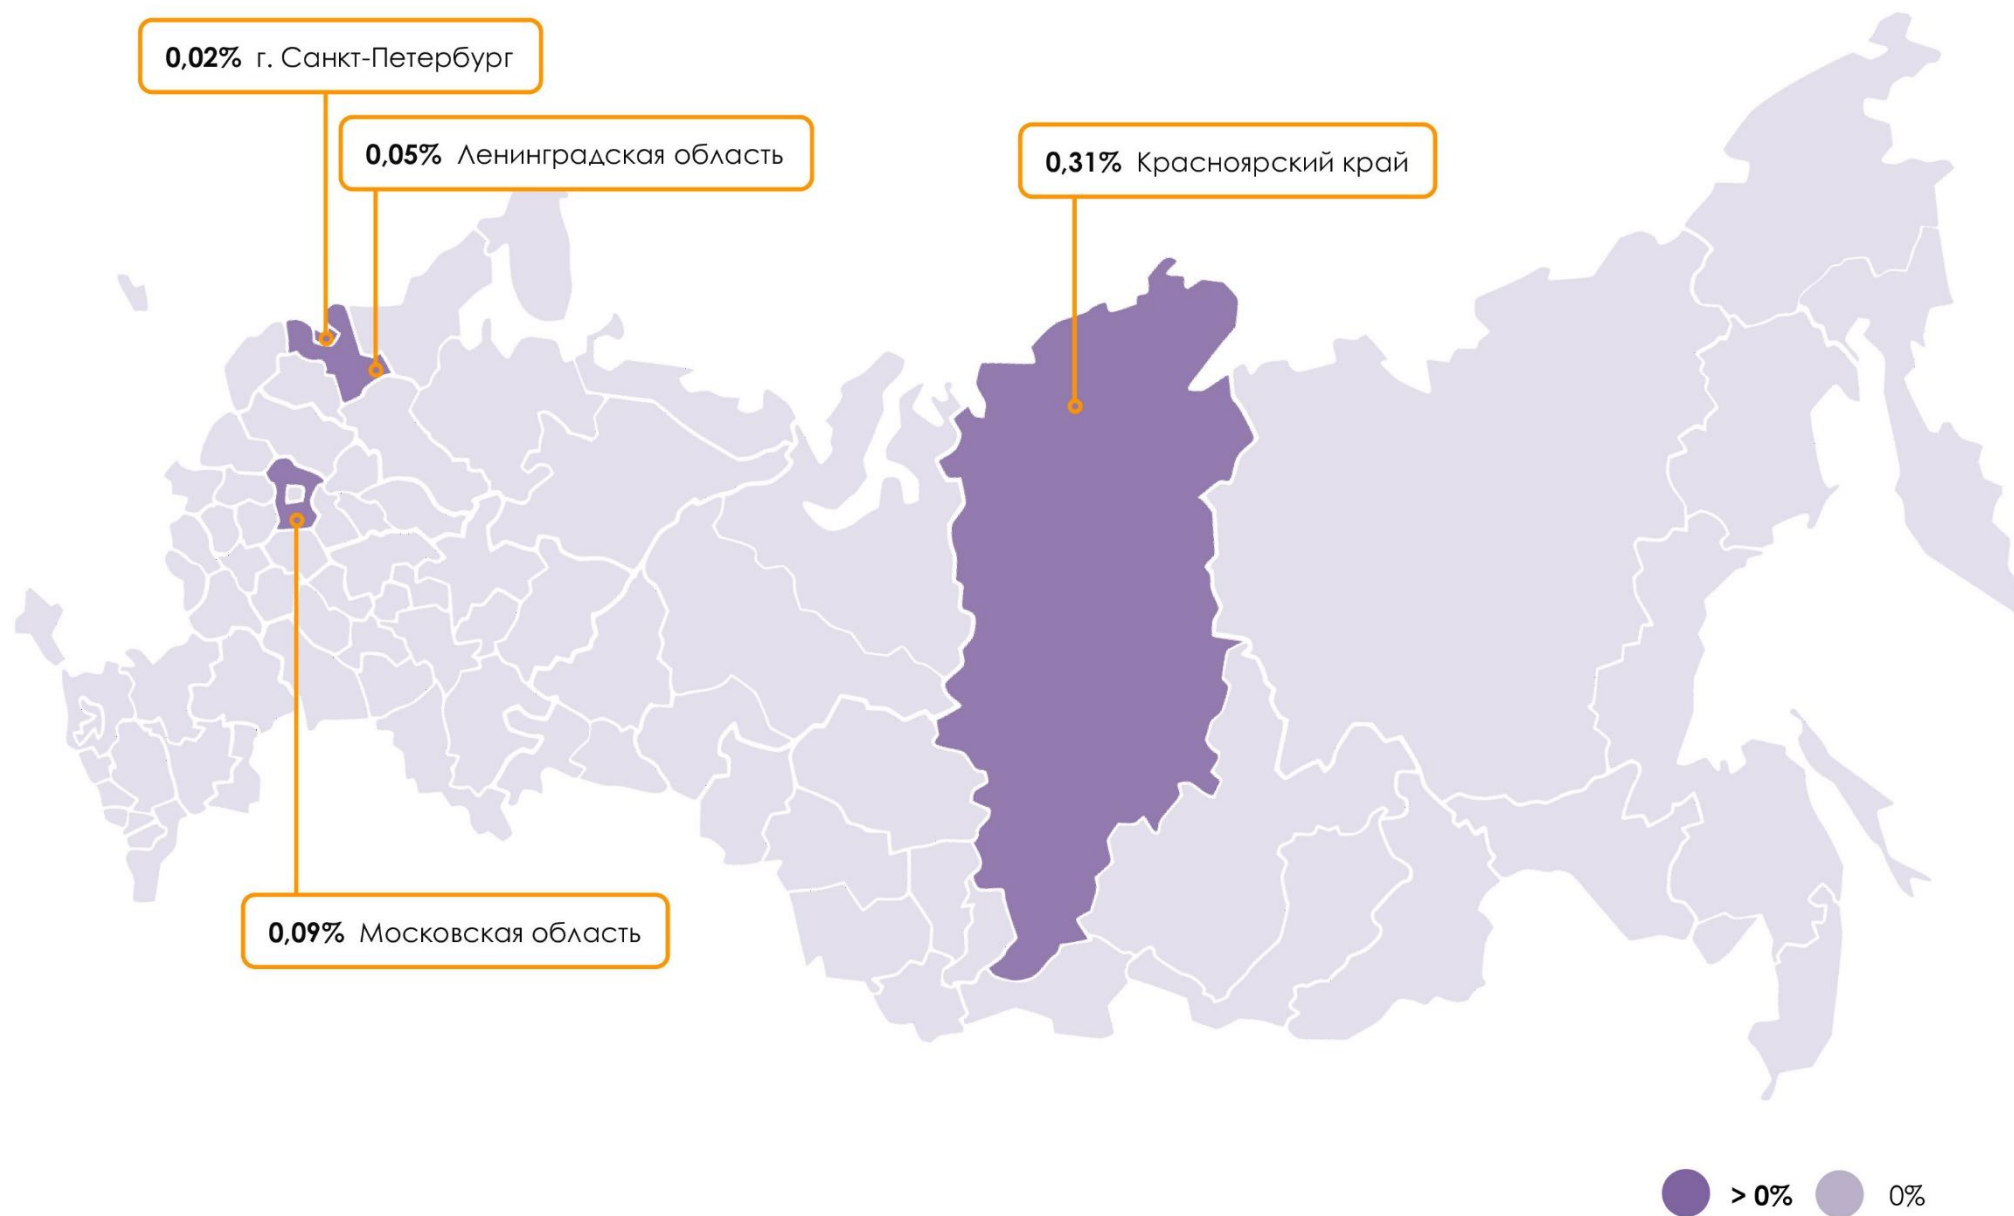 0,02% г. Санкт-Петербург
0,05% Ленинградская область
0,31% Красноярский край
0,09% Московская область
> 0% 0%